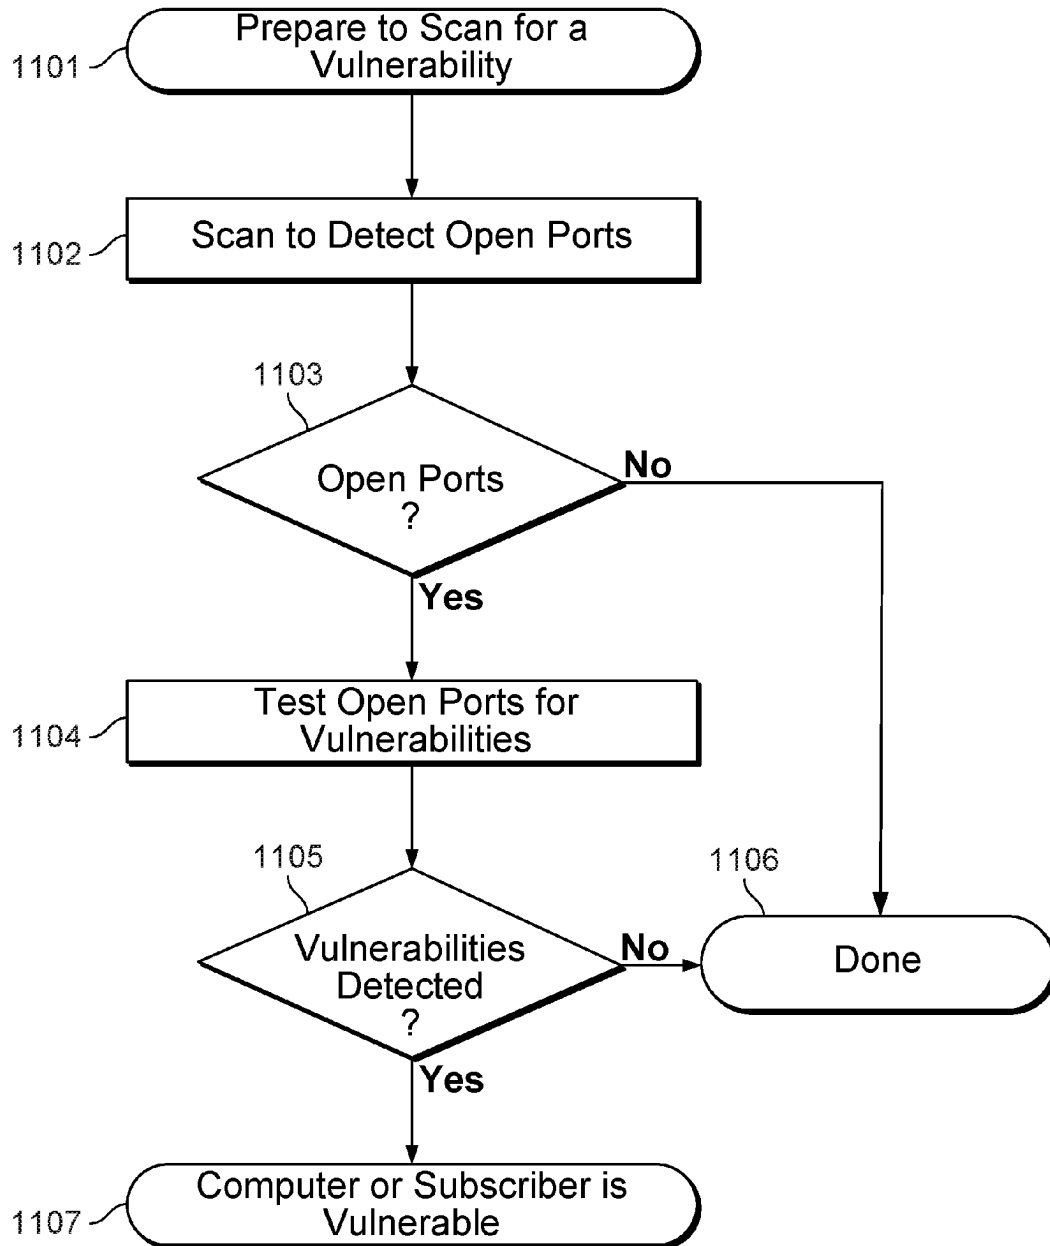 Prepare to Scan for a
Vulnerability
1101
Scan to Detect Open Ports
1102
1103
Open Ports
?
No
Yes
Test Open Ports for
Vulnerabilities
1104
1105
Vulnerabilities
Detected
?
No
Yes
1106
Done
Computer or Subscriber is
Vulnerable
1107